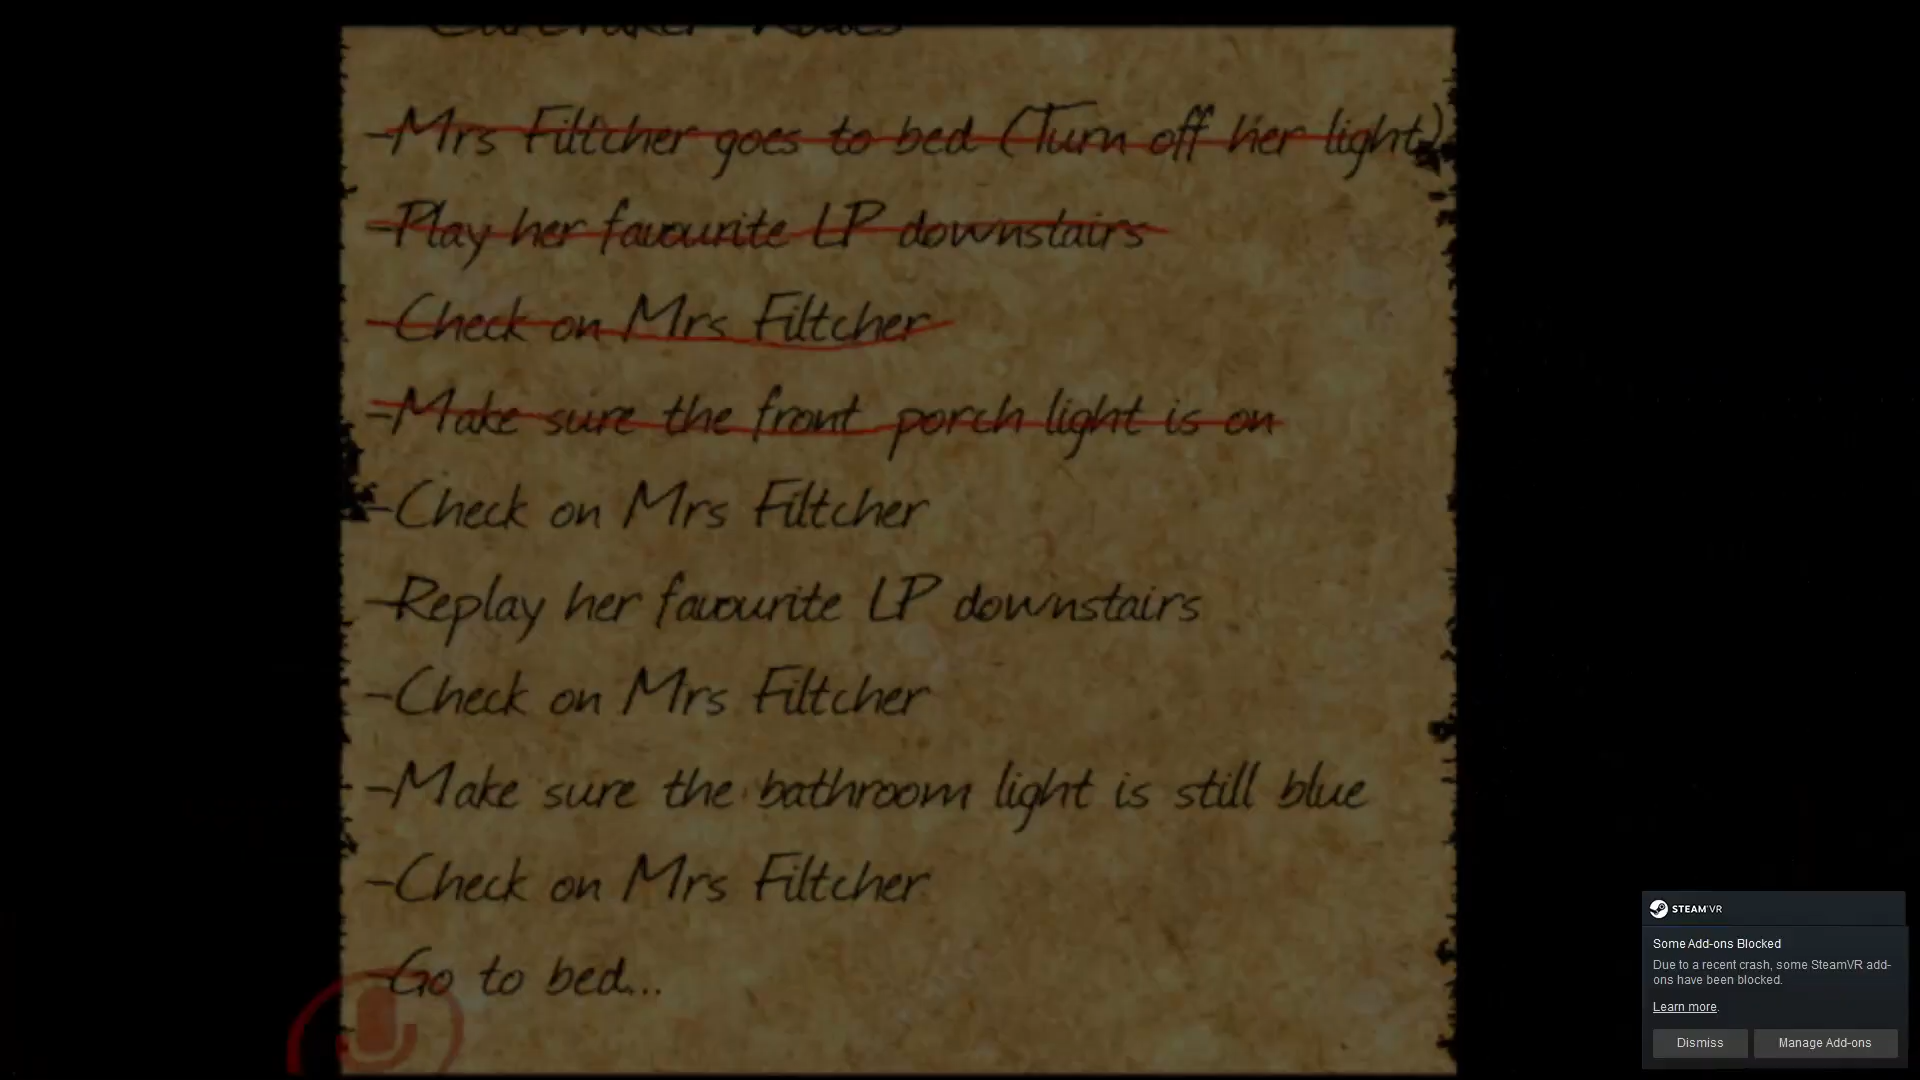 -Mrs Filtcher goes to bed (Turn off her light)
-Play her favourite LP downstairs
-Check on Mrs Filtcher
-Make sure the front porch light is on
-Check on Mrs Filtcher
-Replay her favourite LP downstairs
-Check on Mrs Filtcher
-Make sure the bathroom light is still blue
-Check on Mrs Filtcher
-Go to bed...
STEAMVR
Some Add-ons Blocked
Due to a recent crash, some SteamVR add-
ons have been blocked.
Learn more.
Dismiss Manage Add-ons